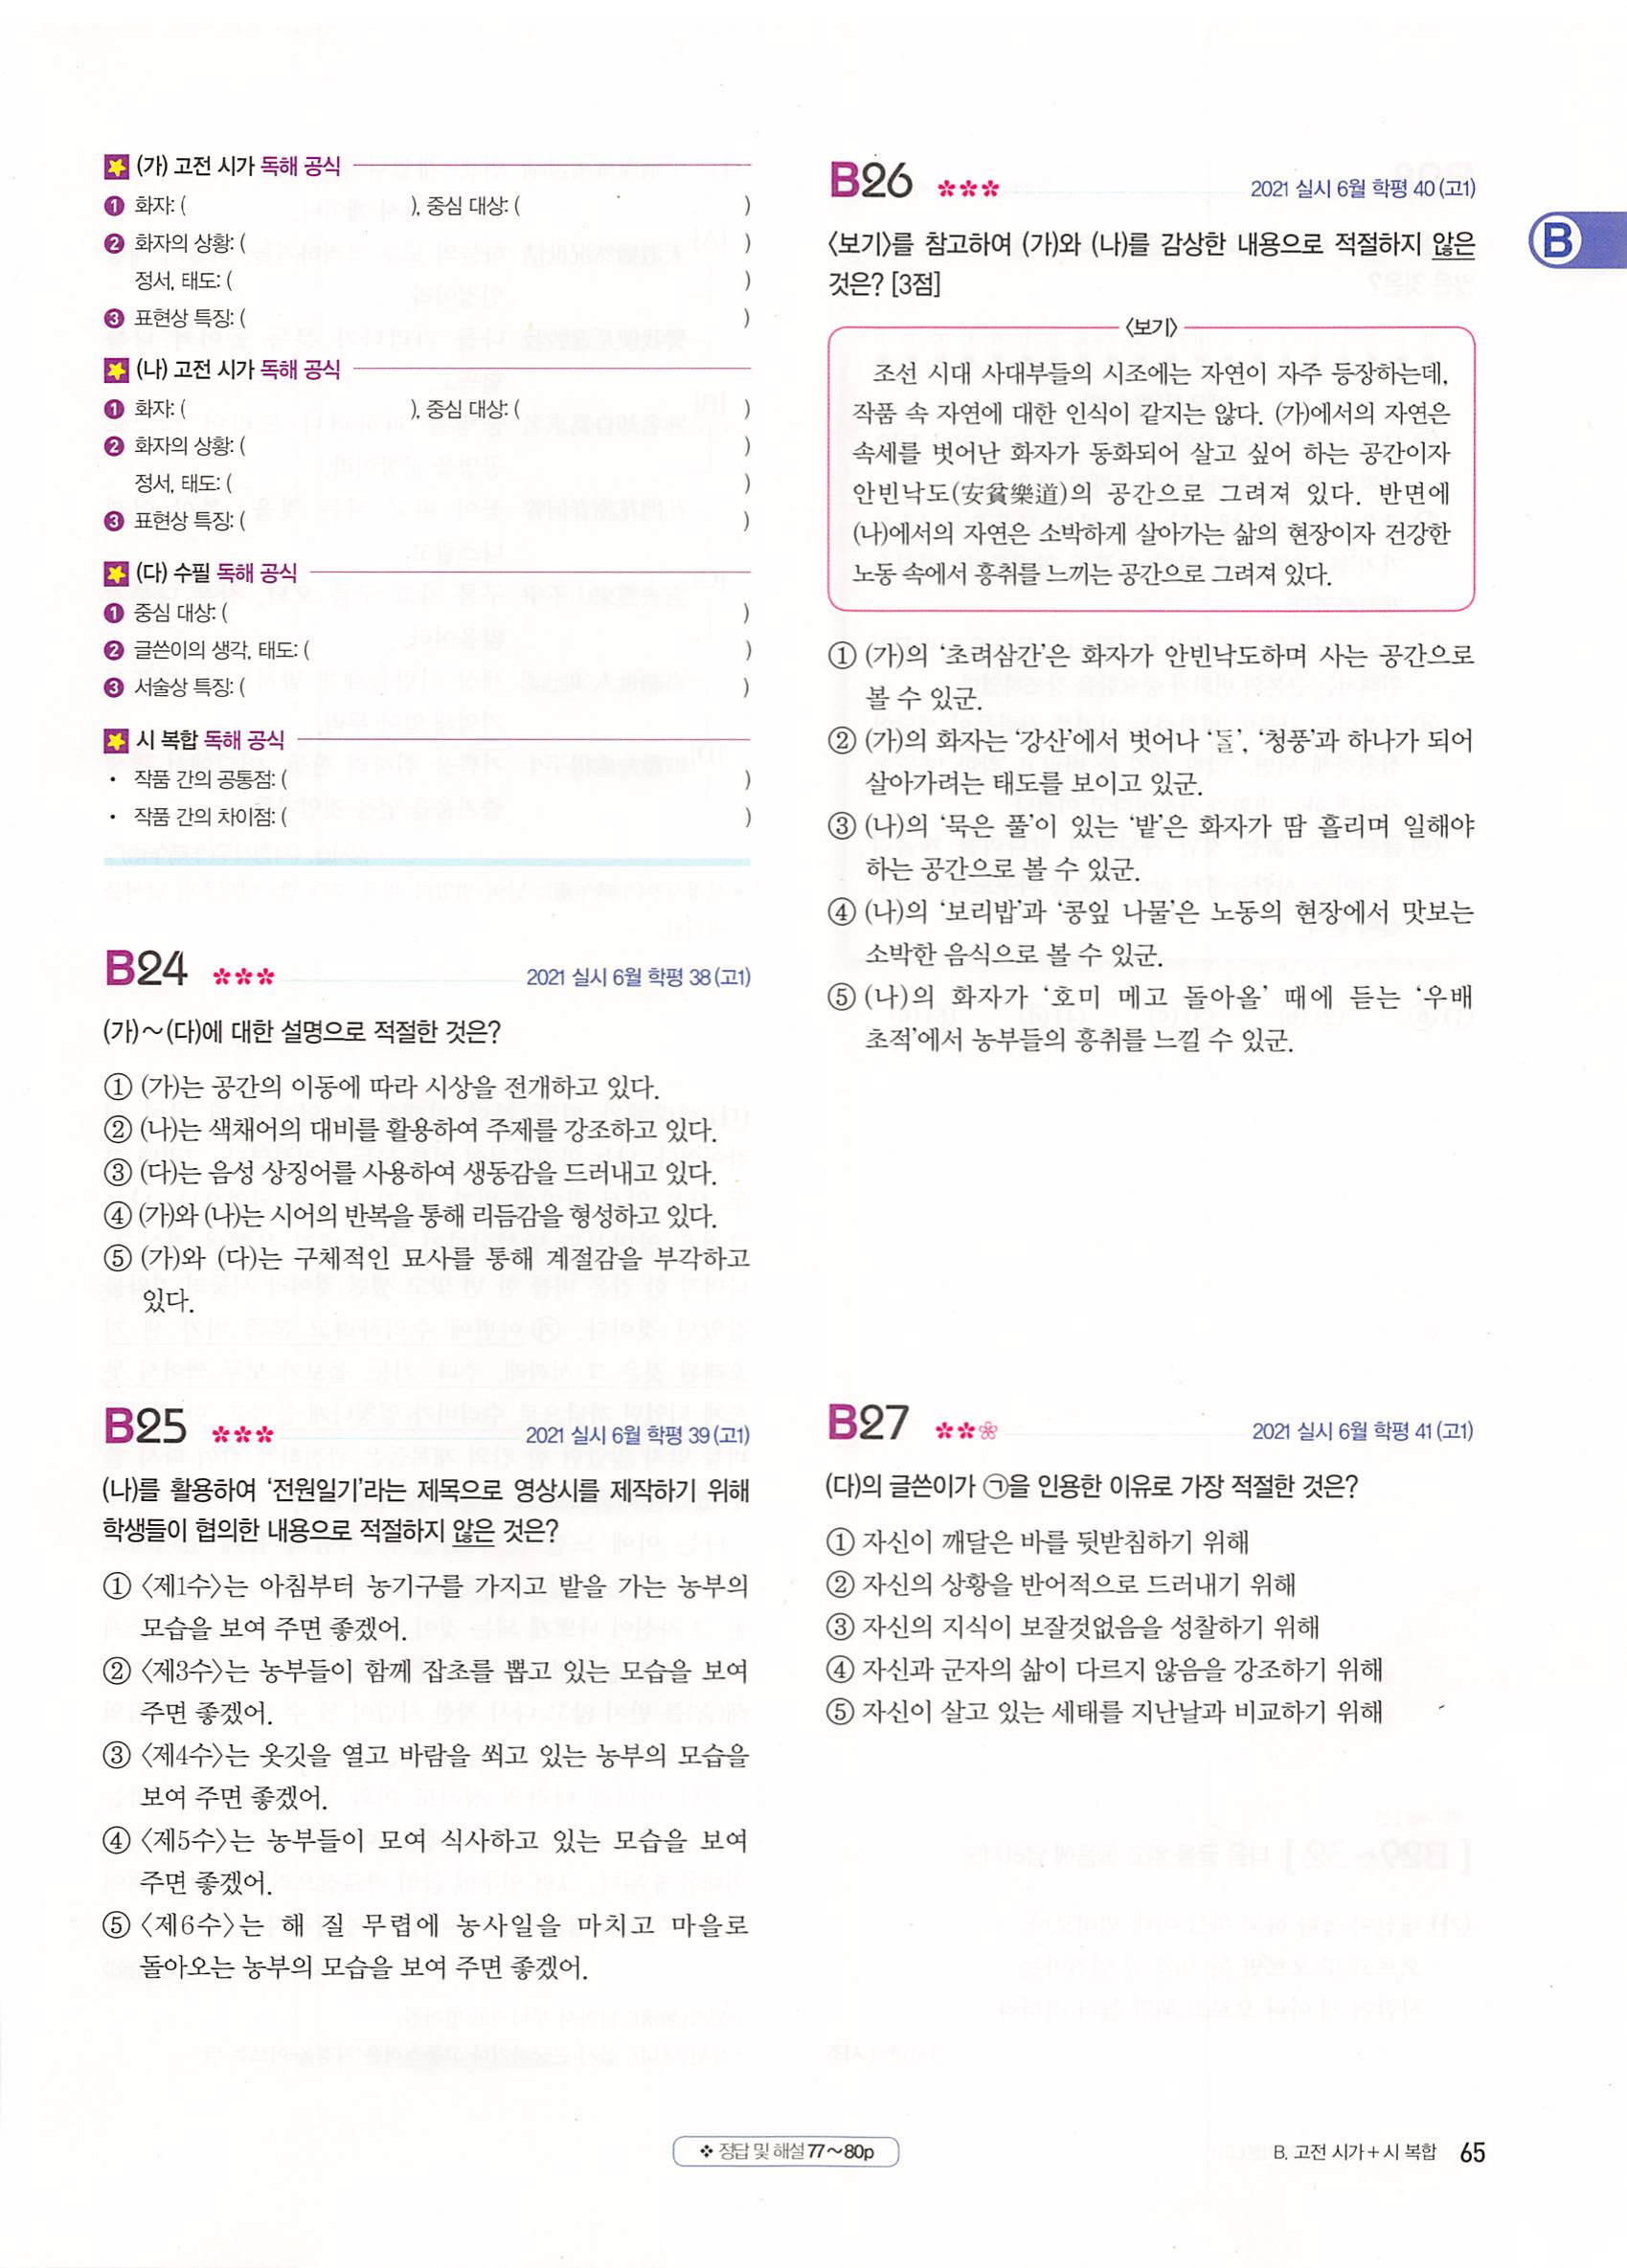 (가) 고전 시가 독해 공식
❶ 화자: ( ), 중심 대상: ( )
❷ 화자의 상황: ( )
정서, 태도: ( )
❸ 표현상 특징: ( )
(나) 고전 시가 독해 공식
❶ 화자: ( ), 중심 대상: ( )
❷ 화자의 상황: ( )
정서, 태도: ( )
❸ 표현상 특징: ( )
(다) 수필 독해 공식
❶ 중심 대상: ( )
❷ 글쓴이의 생각, 태도: ( )
❸ 서술상 특징: ( )
시 복합 독해 공식
· 작품 간의 공통점: ( )
· 작품 간의 차이점: ( )
B24 2021 실시 6월 학평 38(고1)
(가)~(다)에 대한 설명으로 적절한 것은?
① (가)는 공간의 이동에 따라 시상을 전개하고 있다.
② (나)는 색채어의 대비를 활용하여 주제를 강조하고 있다.
③ (다)는 음성 상징어를 사용하여 생동감을 드러내고 있다.
④ (가)와 (나)는 시어의 반복을 통해 리듬감을 형성하고 있다.
⑤ (가)와 (다)는 구체적인 묘사를 통해 계절감을 부각하고
있다.
B25 2021 실시 6월 학평 39(고1)
(나)를 활용하여 ‘전원일기’라는 제목으로 영상시를 제작하기 위해
학생들이 협의한 내용으로 적절하지 않은 것은?
① 〈제1수〉는 아침부터 농기구를 가지고 밭을 가는 농부의
모습을 보여 주면 좋겠어.
② 〈제3수〉는 농부들이 함께 잡초를 뽑고 있는 모습을 보여
주면 좋겠어.
③ 〈제4수〉는 옷깃을 열고 바람을 쐬고 있는 농부의 모습을
보여 주면 좋겠어.
④ 〈제5수〉는 농부들이 모여 식사하고 있는 모습을 보여
주면 좋겠어.
⑤ 〈제6수〉는 해 질 무렵에 농사일을 마치고 마을로
돌아오는 농부의 모습을 보여 주면 좋겠어.
B26 2021 실시 6월 학평 40(고1)
〈보기〉를 참고하여 (가)와 (나)를 감상한 내용으로 적절하지 않은
것은? [3점]
〈보기〉
조선 시대 사대부들의 시조에는 자연이 자주 등장하는데,
작품 속 자연에 대한 인식이 같지는 않다. (가)에서의 자연은
속세를 벗어난 화자가 동화되어 살고 싶어 하는 공간이자
안빈낙도(安貧樂道)의 공간으로 그려져 있다. 반면에
(나)에서의 자연은 소박하게 살아가는 삶의 현장이자 건강한
노동 속에서 흥취를 느끼는 공간으로 그려져 있다.
① (가)의 ‘초려삼간’은 화자가 안빈낙도하며 사는 공간으로
볼 수 있군.
② (가)의 화자는 ‘강산’에서 벗어나 ‘ᄃᆞᆯ’, ‘청풍’과 하나가 되어
살아가려는 태도를 보이고 있군.
③ (나)의 ‘묵은 풀’이 있는 ‘밭’은 화자가 땀 흘리며 일해야
하는 공간으로 볼 수 있군.
④ (나)의 ‘보리밥’과 ‘콩잎 나물’은 노동의 현장에서 맛보는
소박한 음식으로 볼 수 있군.
⑤ (나)의 화자가 ‘호미 메고 돌아올’ 때에 듣는 ‘우배
초적’에서 농부들의 흥취를 느낄 수 있군.
B27 2021 실시 6월 학평 41(고1)
(다)의 글쓴이가 ㉠을 인용한 이유로 가장 적절한 것은?
① 자신이 깨달은 바를 뒷받침하기 위해
② 자신의 상황을 반어적으로 드러내기 위해
③ 자신의 지식이 보잘것없음을 성찰하기 위해
④ 자신과 군자의 삶이 다르지 않음을 강조하기 위해
⑤ 자신이 살고 있는 세태를 지난날과 비교하기 위해
B
❖ 정답 및 해설 77~80p
B. 고전 시가+시 복합 65